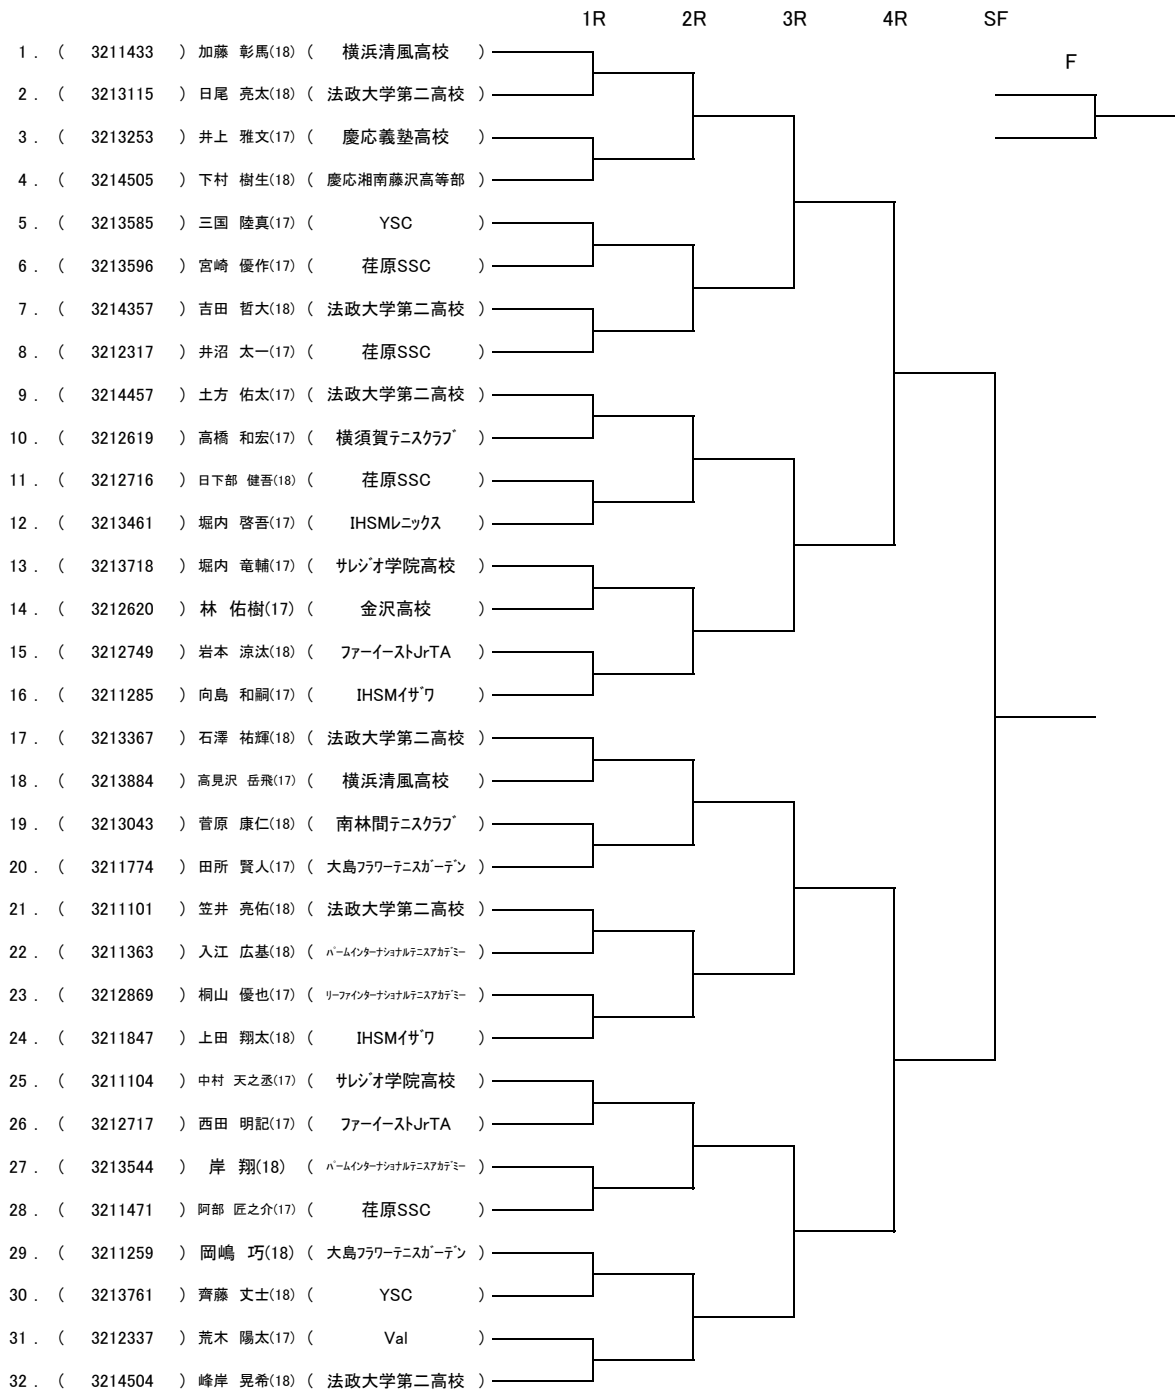 1R 2R 3R 4R SF
F
1 . ( 3211433 ) 加藤 彰馬(18) ( 横浜清風高校 )
2 . ( 3213115 ) 日尾 亮太(18) ( 法政大学第二高校 )
3 . ( 3213253 ) 井上 雅文(17) ( 慶応義塾高校 )
4 . ( 3214505 ) 下村 樹生(18) ( 慶応湘南藤沢高等部 )
5 . ( 3213585 ) 三国 陸真(17) ( YSC )
6 . ( 3213596 ) 宮崎 優作(17) ( 荏原SSC )
7 . ( 3214357 ) 吉田 哲大(18) ( 法政大学第二高校 )
8 . ( 3212317 ) 井沼 太一(17) ( 荏原SSC )
9 . ( 3214457 ) 土方 佑太(17) ( 法政大学第二高校 )
10 . ( 3212619 ) 高橋 和宏(17) ( 横須賀ﾃﾆｽｸﾗﾌﾞ )
11 . ( 3212716 ) 日下部 健吾(18) ( 荏原SSC )
12 . ( 3213461 ) 堀内 啓吾(17) ( IHSMﾚﾆｯｸｽ )
13 . ( 3213718 ) 堀内 竜輔(17) ( ｻﾚｼﾞｵ学院高校 )
14 . ( 3212620 ) 林 佑樹(17) ( 金沢高校 )
15 . ( 3212749 ) 岩本 涼汰(18) ( ﾌｧｰｲｰｽﾄJrTA )
16 . ( 3211285 ) 向島 和嗣(17) ( IHSMｲｻﾞﾜ )
17 . ( 3213367 ) 石澤 祐輝(18) ( 法政大学第二高校 )
18 . ( 3213884 ) 高見沢 岳飛(17) ( 横浜清風高校 )
19 . ( 3213043 ) 菅原 康仁(18) ( 南林間ﾃﾆｽｸﾗﾌﾞ )
20 . ( 3211774 ) 田所 賢人(17) ( 大島ﾌﾗﾜｰﾃﾆｽｶﾞｰﾃﾞﾝ )
21 . ( 3211101 ) 笠井 亮佑(18) ( 法政大学第二高校 )
22 . ( 3211363 ) 入江 広基(18) ( ﾊﾟｰﾑｲﾝﾀｰﾅｼｮﾅﾙﾃﾆｽｱｶﾃﾞﾐｰ )
23 . ( 3212869 ) 桐山 優也(17) ( ﾘｰﾌｧｲﾝﾀｰﾅｼｮﾅﾙﾃﾆｽｱｶﾃﾞﾐｰ )
24 . ( 3211847 ) 上田 翔太(18) ( IHSMｲｻﾞﾜ )
25 . ( 3211104 ) 中村 天之丞(17) ( ｻﾚｼﾞｵ学院高校 )
26 . ( 3212717 ) 西田 明記(17) ( ﾌｧｰｲｰｽﾄJrTA )
27 . ( 3213544 ) 岸 翔(18) ( ﾊﾟｰﾑｲﾝﾀｰﾅｼｮﾅﾙﾃﾆｽｱｶﾃﾞﾐｰ )
28 . ( 3211471 ) 阿部 匠之介(17) ( 荏原SSC )
29 . ( 3211259 ) 岡嶋 巧(18) ( 大島ﾌﾗﾜｰﾃﾆｽｶﾞｰﾃﾞﾝ )
30 . ( 3213761 ) 齊藤 丈士(18) ( YSC )
31 . ( 3212337 ) 荒木 陽太(17) ( Val )
32 . ( 3214504 ) 峰岸 晃希(18) ( 法政大学第二高校 )